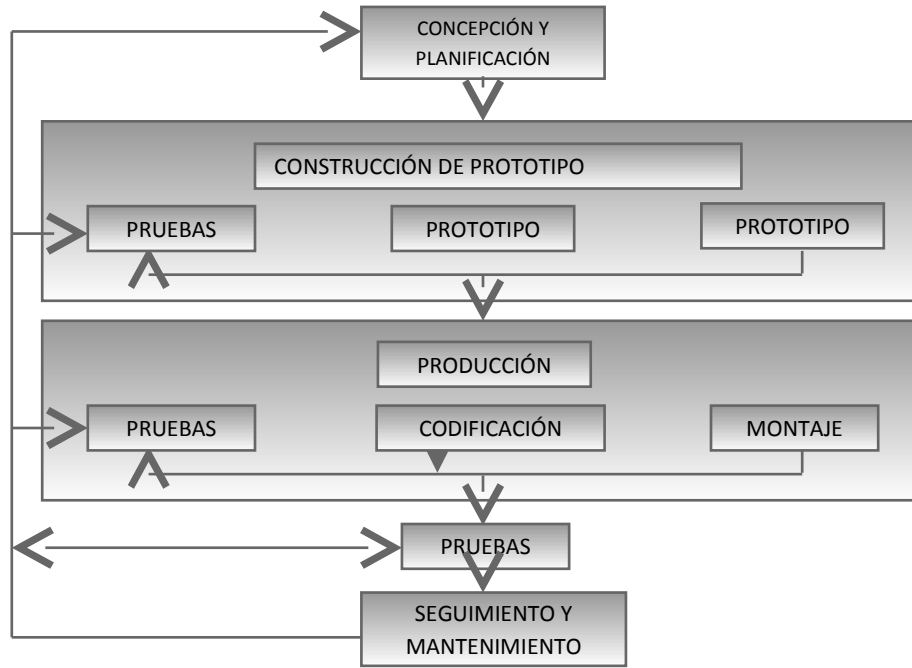 CONCEPCIÓN Y
PLANIFICACIÓN
CONSTRUCCIÓN DE PROTOTIPO
PRUEBAS
PROTOTIPO
PROTOTIPO
PRODUCCIÓN
PRUEBAS
CODIFICACIÓN
MONTAJE
PRUEBAS
SEGUIMIENTO Y
MANTENIMIENTO